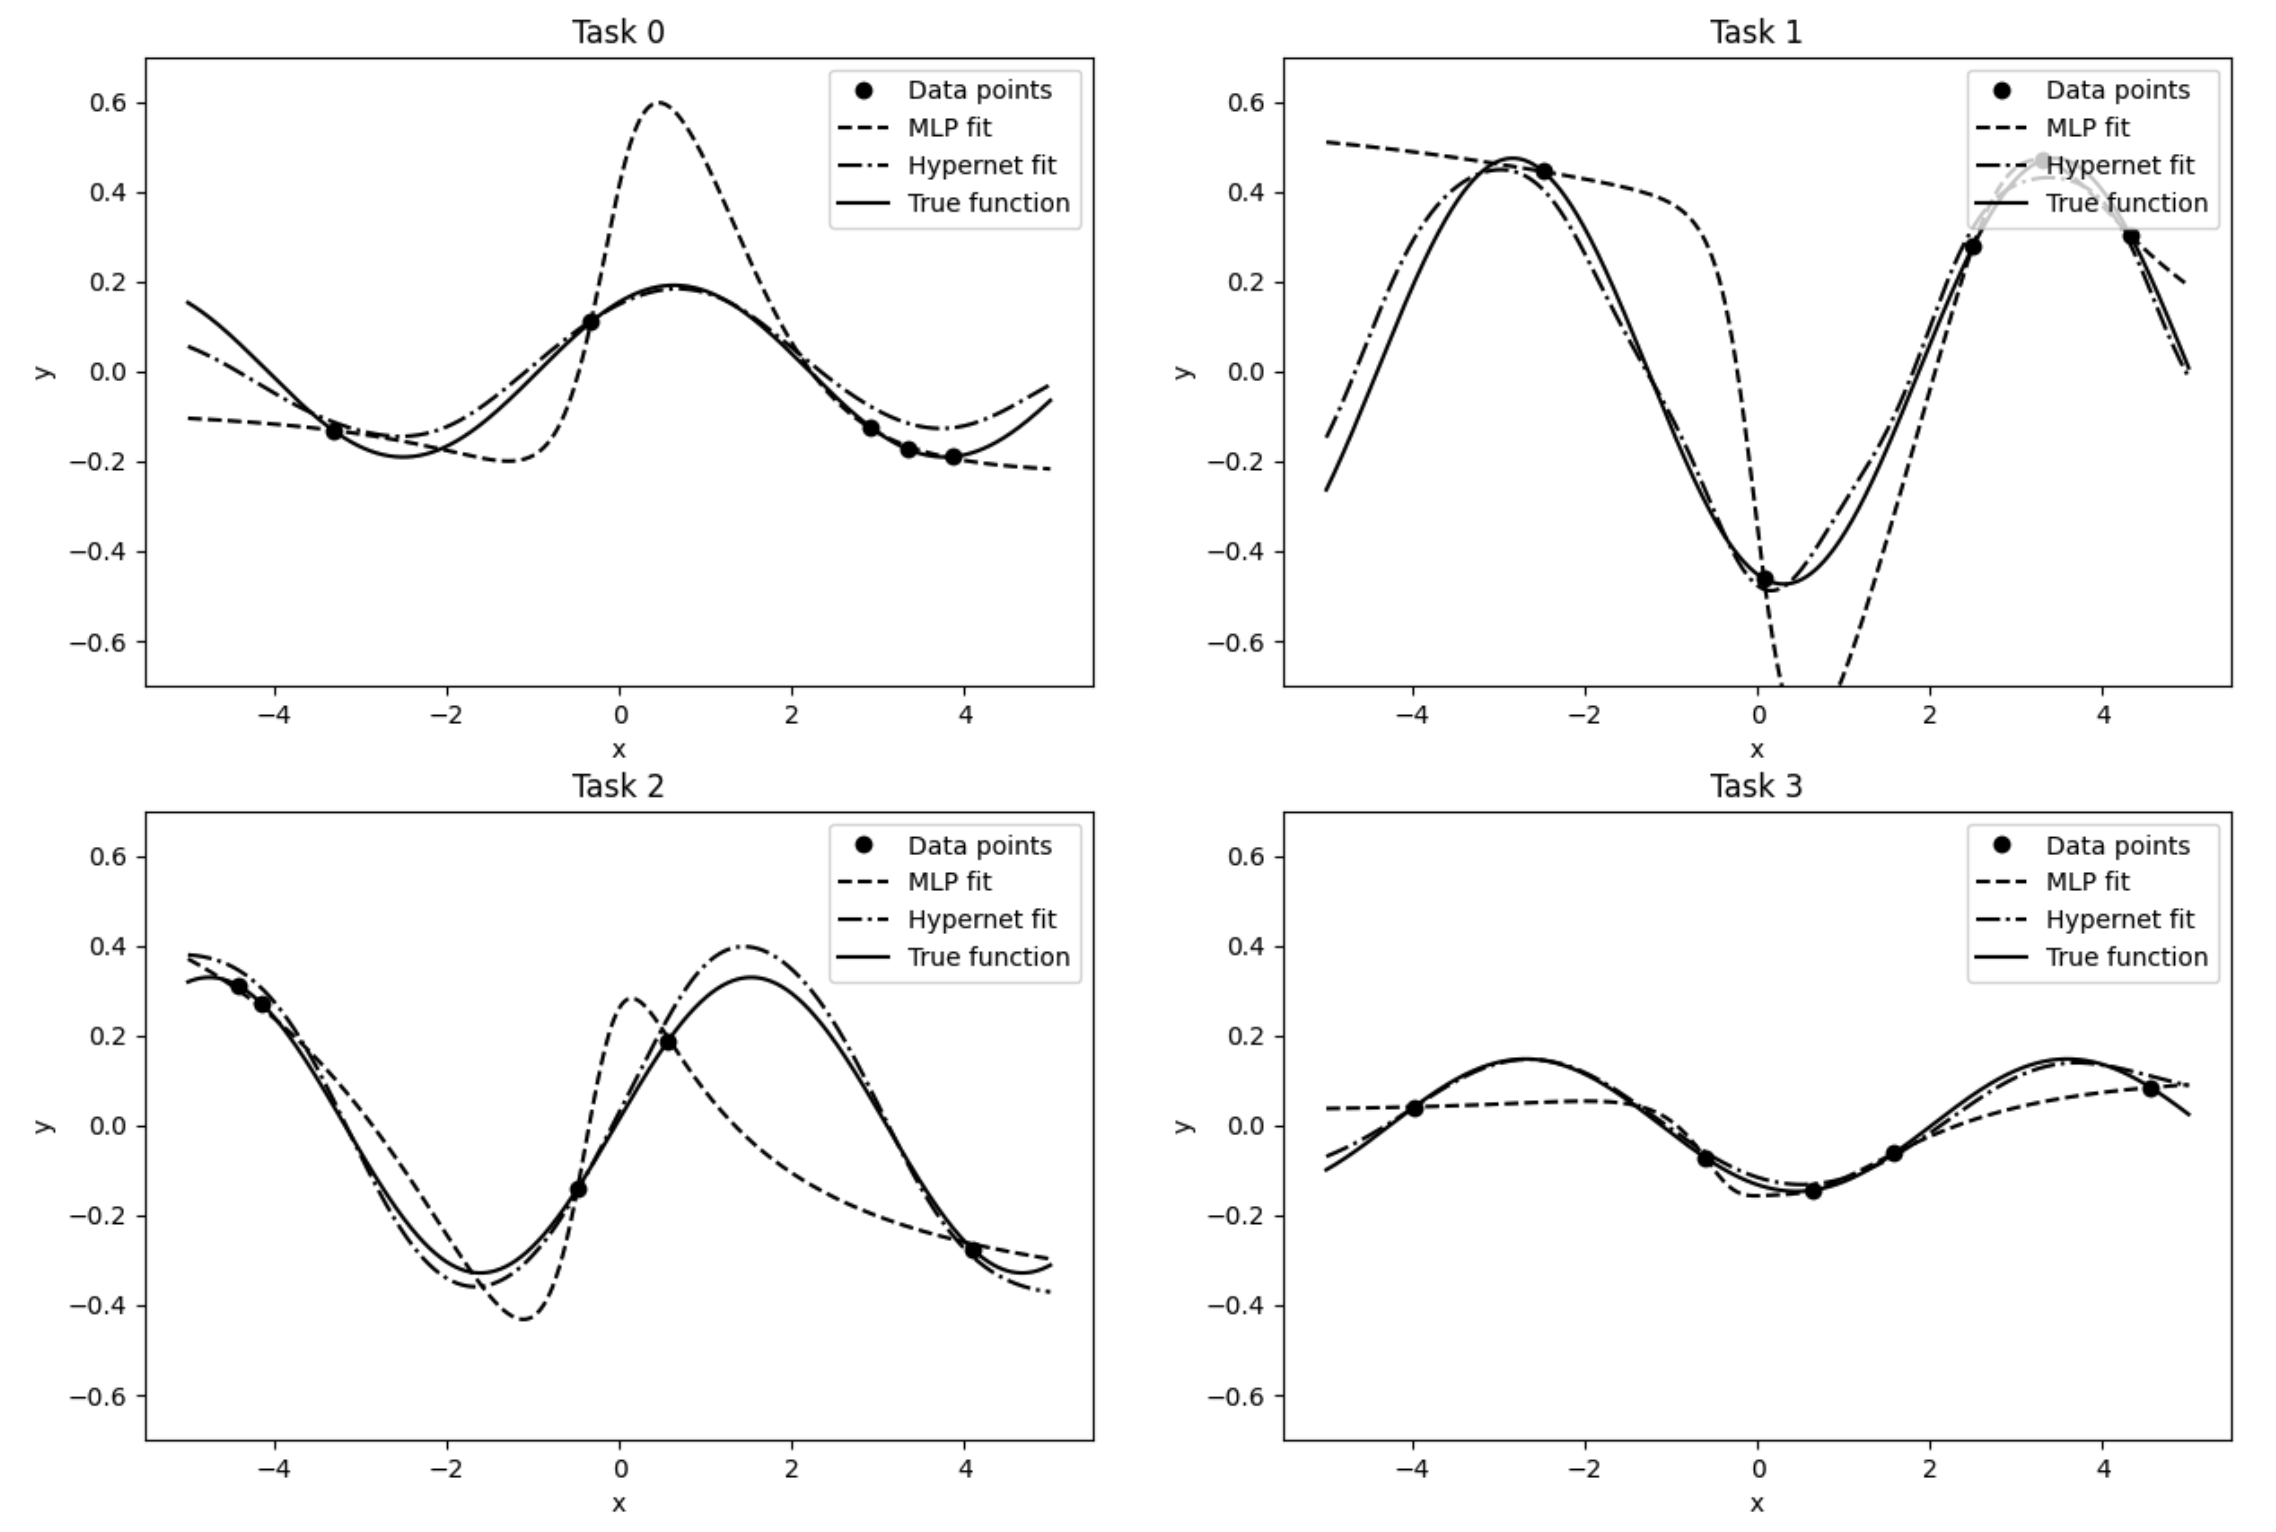 Task 0
Data points
MLP fit
Hypernet fit
True function
0.6
0.4
0.2
0.0
−0.2
−0.4
−0.6
y
−4 −2 0 2 4
x
Task 1
Data points
MLP fit
Hypernet fit
True function
0.6
0.4
0.2
0.0
−0.2
−0.4
−0.6
y
−4 −2 0 2 4
x
Task 2
Data points
MLP fit
Hypernet fit
True function
0.6
0.4
0.2
0.0
−0.2
−0.4
−0.6
y
−4 −2 0 2 4
x
Task 3
Data points
MLP fit
Hypernet fit
True function
0.6
0.4
0.2
0.0
−0.2
−0.4
−0.6
y
−4 −2 0 2 4
x